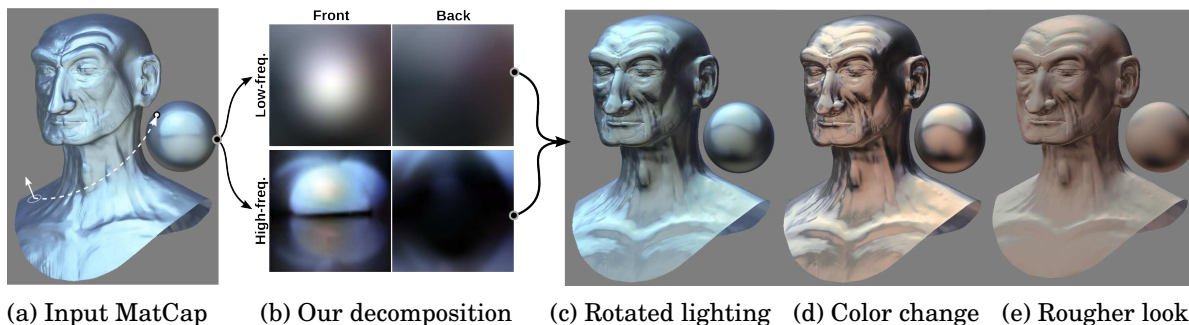 Front
Back
Low-freq.
High-freq.
(a) Input MatCap
(b) Our decomposition
(c) Rotated lighting
(d) Color change
(e) Rougher look